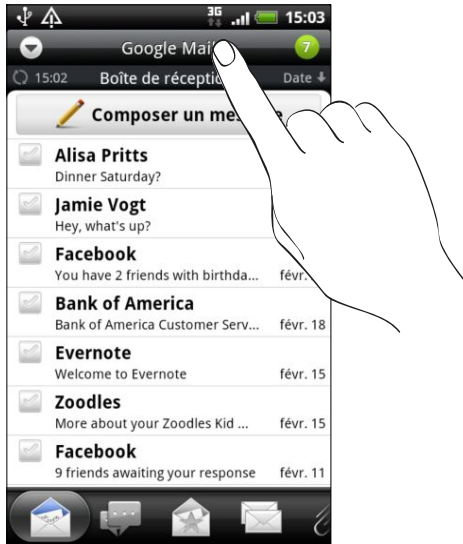 3G 15:03
Google Mail
7
15:02 Boîte de réception Date
Composer un
Alisa Pritts
Dinner Saturday?
Jamie Vogt
Hey, what's up?
Facebook
You have 2 friends with birthda... févr.
Bank of America
Bank of America Customer Serv... févr. 18
Evernote
Welcome to Evernote févr. 15
Zoodles
More about your Zoodles Kid ... févr. 15
Facebook
9 friends awaiting your response févr. 11